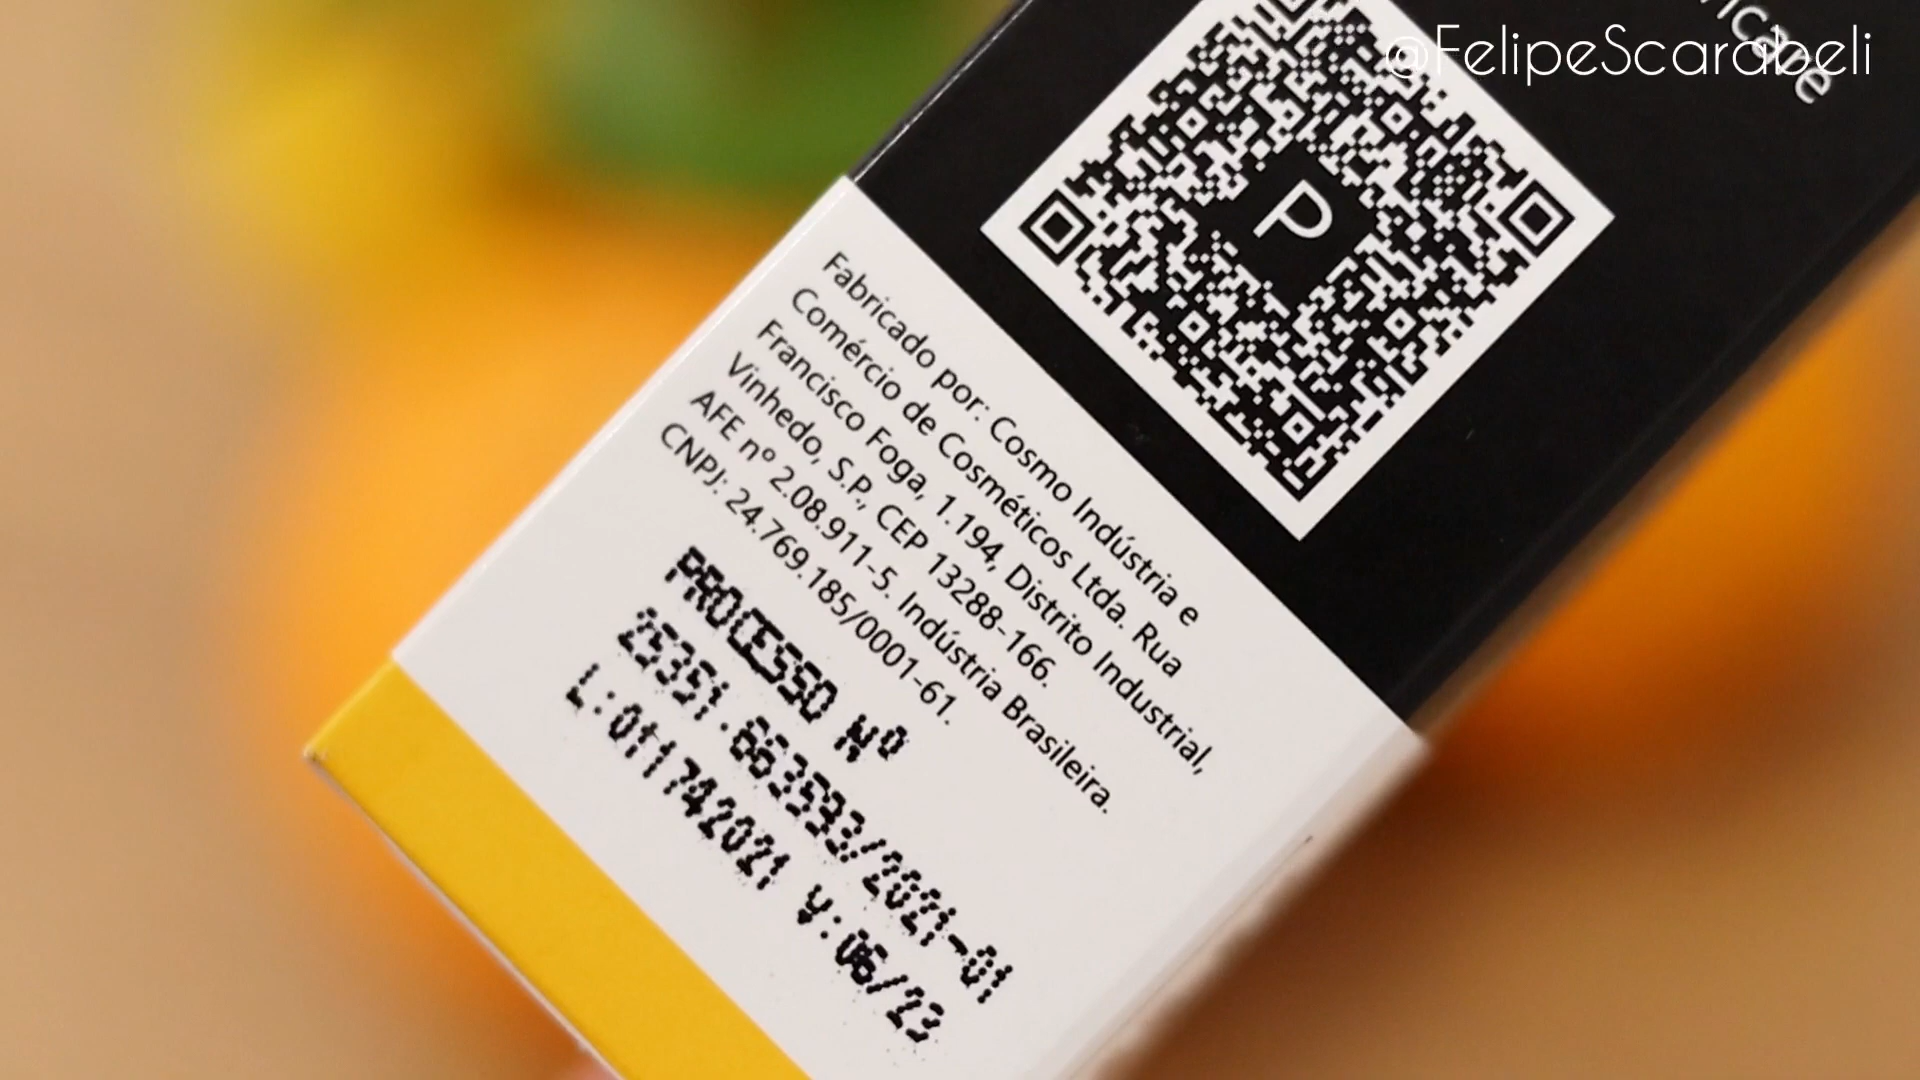 @FelipeScarabeli
P
Fabricado por: Cosmo Indústria e
Comércio de Cosméticos Ltda. Rua
Francisco Foga, 1.194, Distrito Industrial,
Vinhedo, S.P., CEP 13288-166.
AFE nº 2.08.911-5. Indústria Brasileira.
CNPJ: 24.769.185/0001-61.
PROCESSO Nº
25351.663593/2021-01
L:011742021 V:06/23